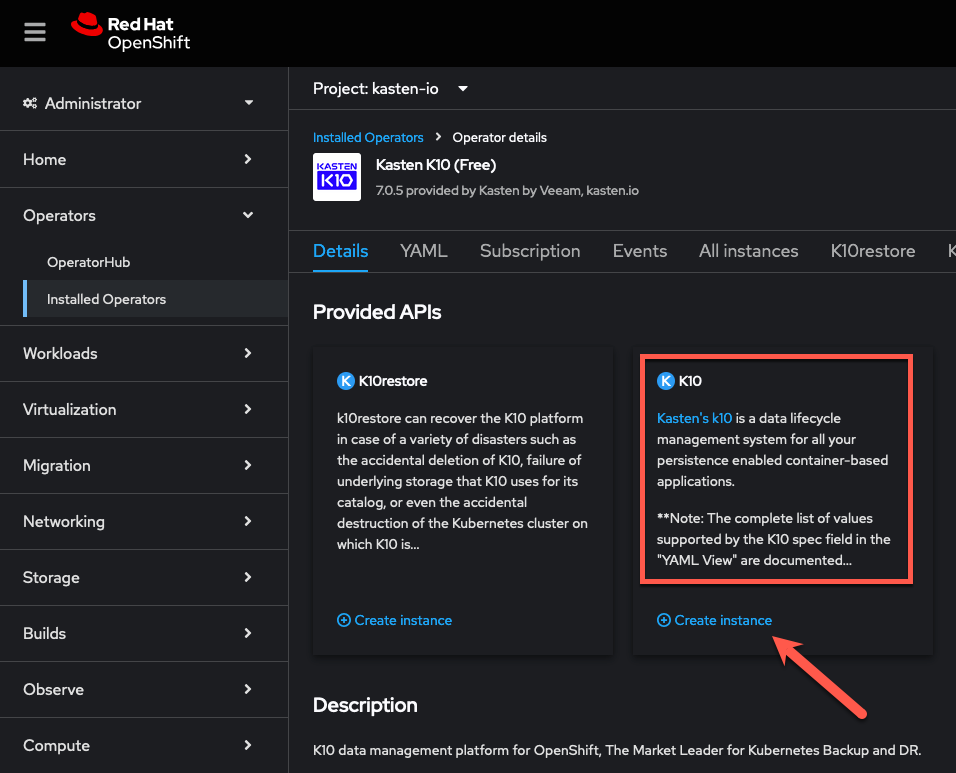 Red Hat
OpenShift
Administrator
Home
Operators
OperatorHub
Installed Operators
Workloads
Virtualization
Migration
Networking
Storage
Builds
Observe
Compute
Project: kasten-io
Installed Operators > Operator details
KASTEN
K10
Kasten K10 (Free)
7.0.5 provided by Kasten by Veeam, kasten.io
Details YAML Subscription Events All instances K10restore
Provided APIs
K K10restore
k10restore can recover the K10 platform
in case of a variety of disasters such as
the accidental deletion of K10, failure of
underlying storage that K10 uses for its
catalog, or even the accidental
destruction of the Kubernetes cluster on
which K10 is...
Create instance
K K10
Kasten's k10 is a data lifecycle
management system for all your
persistence enabled container-based
applications.
**Note: The complete list of values
supported by the K10 spec field in the
"YAML View" are documented...
Create instance
Description
K10 data management platform for OpenShift, The Market Leader for Kubernetes Backup and DR.